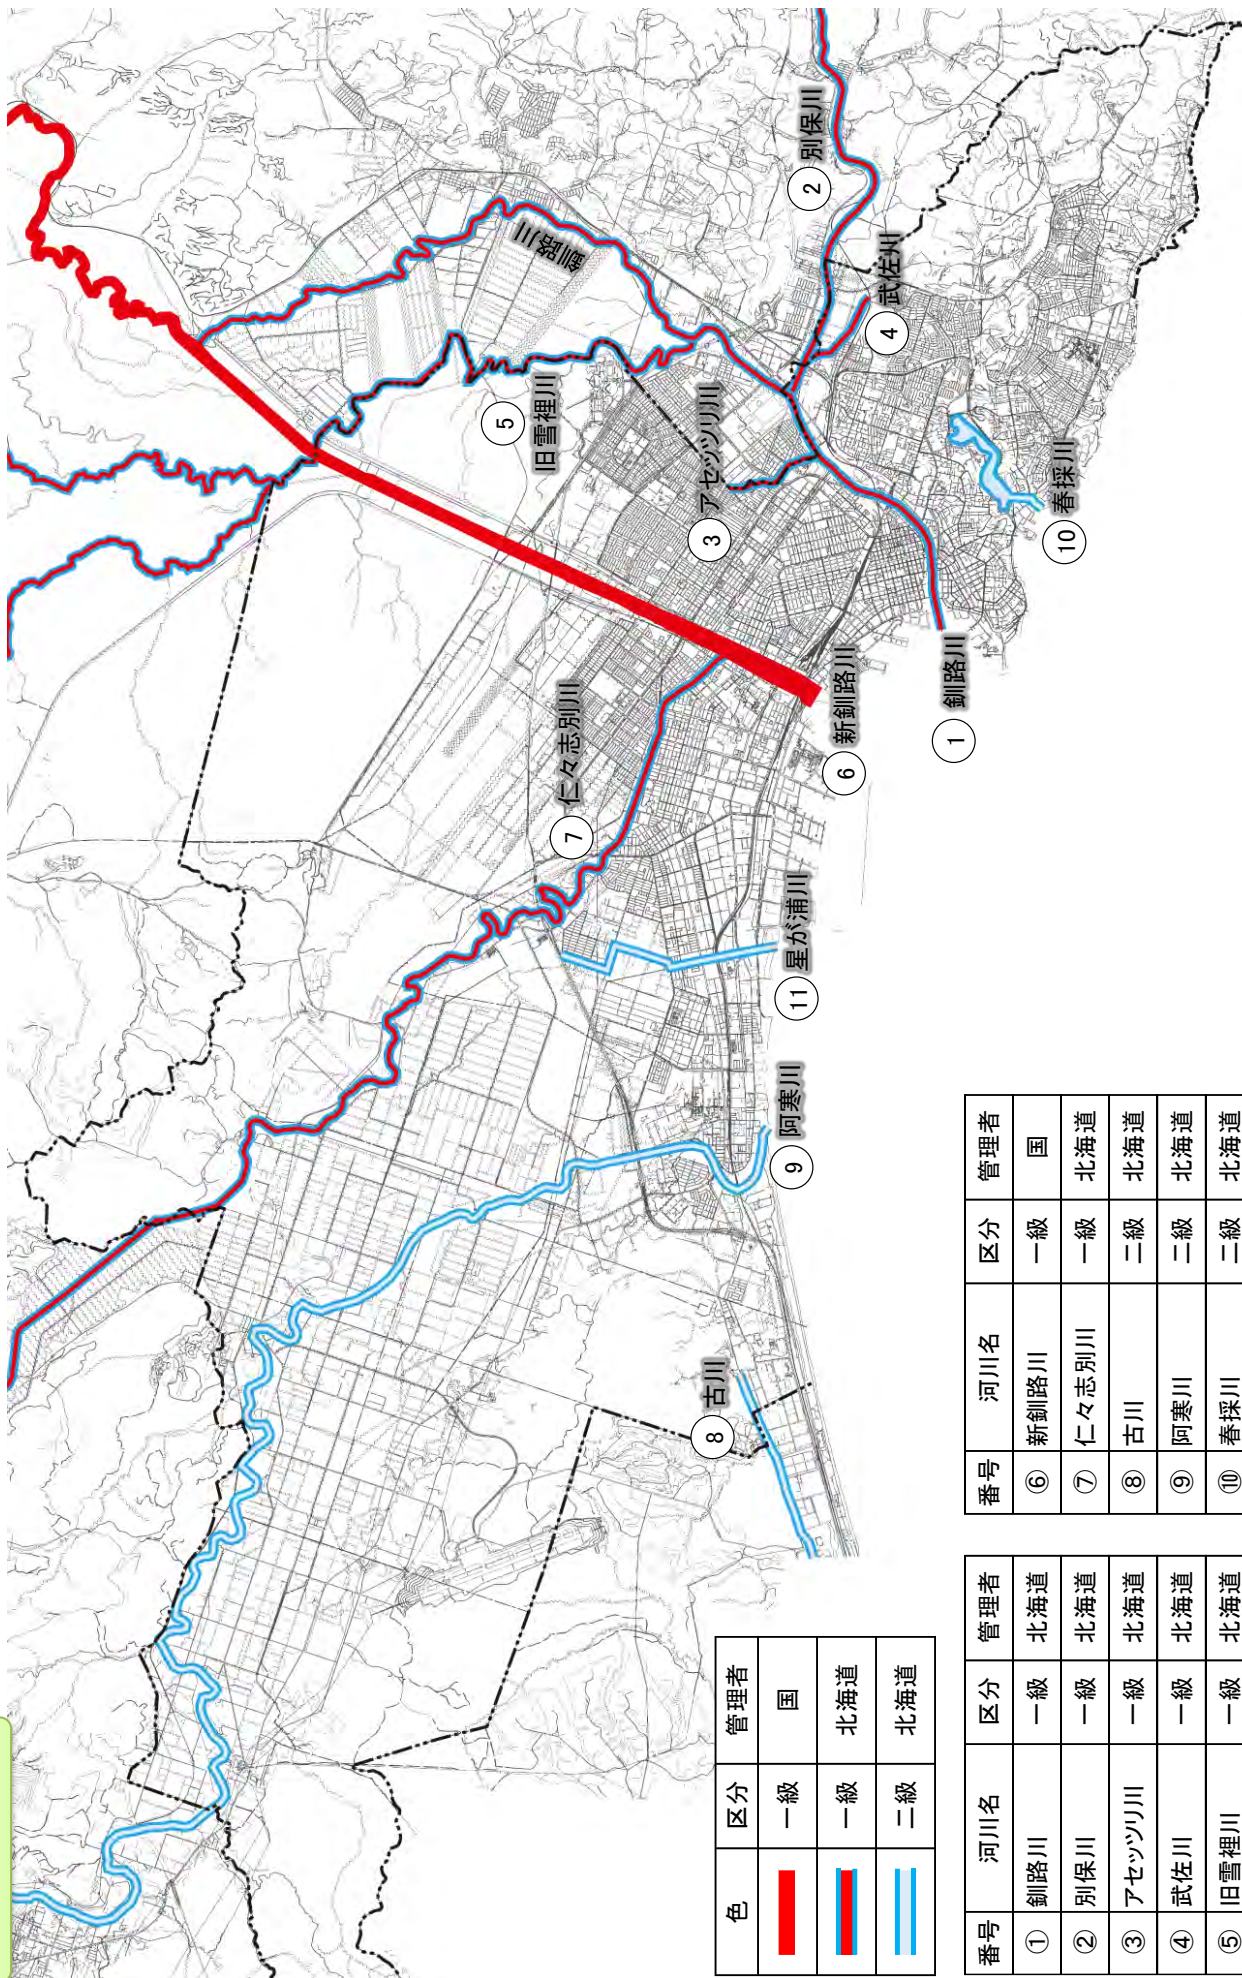 ② 別保川
釧路川
④ 武佐川
⑤ 旧雪裡川
③ アセッツリ川
⑩ 春採川
① 釧路川
⑥ 新釧路川
⑦ 仁々志別川
11 星が浦川
⑨ 阿寒川
⑧ 古川
色 区分 管理者
一級 国
一級 北海道
二級 北海道
番号 河川名 区分 管理者
① 釧路川 一級 北海道
② 別保川 一級 北海道
③ アセッツリ川 一級 北海道
④ 武佐川 一級 北海道
⑤ 旧雪裡川 一級 北海道
番号 河川名 区分 管理者
⑥ 新釧路川 一級 国
⑦ 仁々志別川 一級 北海道
⑧ 古川 二級 北海道
⑨ 阿寒川 二級 北海道
⑩ 春採川 二級 北海道